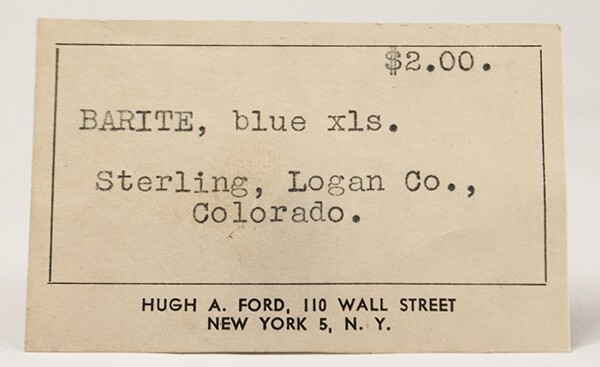 $2.00.
BARITE, blue xls.
Sterling, Logan Co.,
Colorado.
HUGH A. FORD, 110 WALL STREET
NEW YORK 5, N. Y.